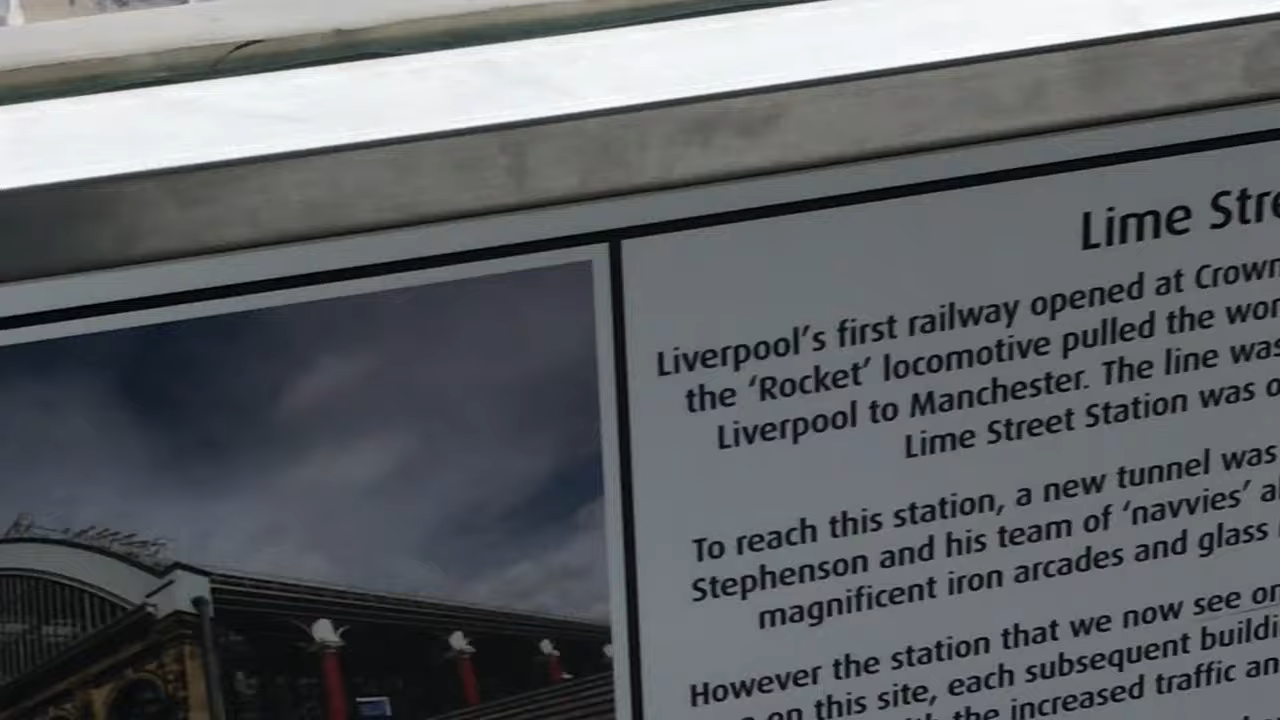 Lime Stre
Liverpool's first railway opened at Crown
the 'Rocket' locomotive pulled the wor
Liverpool to Manchester. The line was
Lime Street Station was o
To reach this station, a new tunnel was
Stephenson and his team of 'navvies' al
magnificent iron arcades and glass
However the station that we now see on
on this site, each subsequent buildi
the increased traffic an